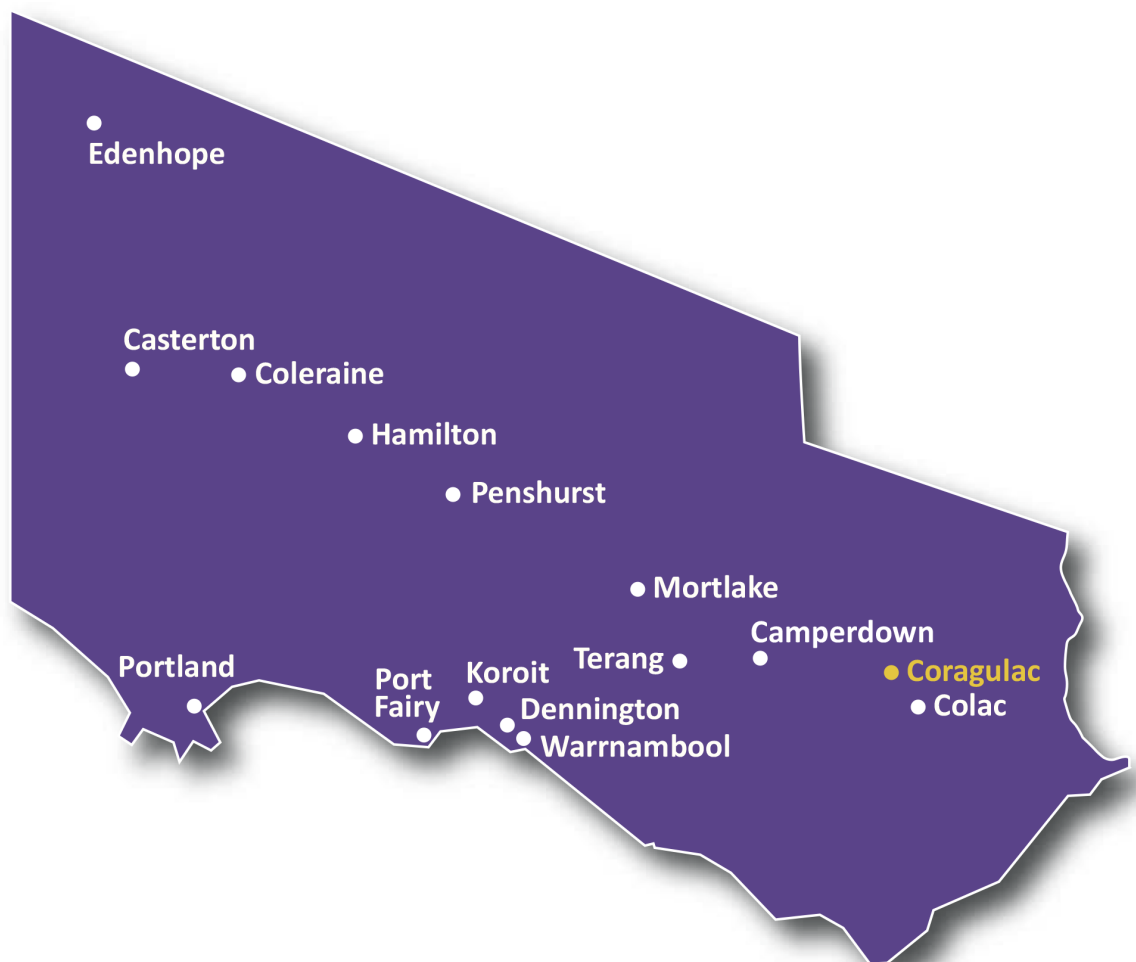 Edenhope
Casterton
Coleraine
Hamilton
Penshurst
Mortlake
Camperdown
Terang
Coragulac
Portland
Koroit
Port
Fairy
Dennington
Colac
Warrnambool